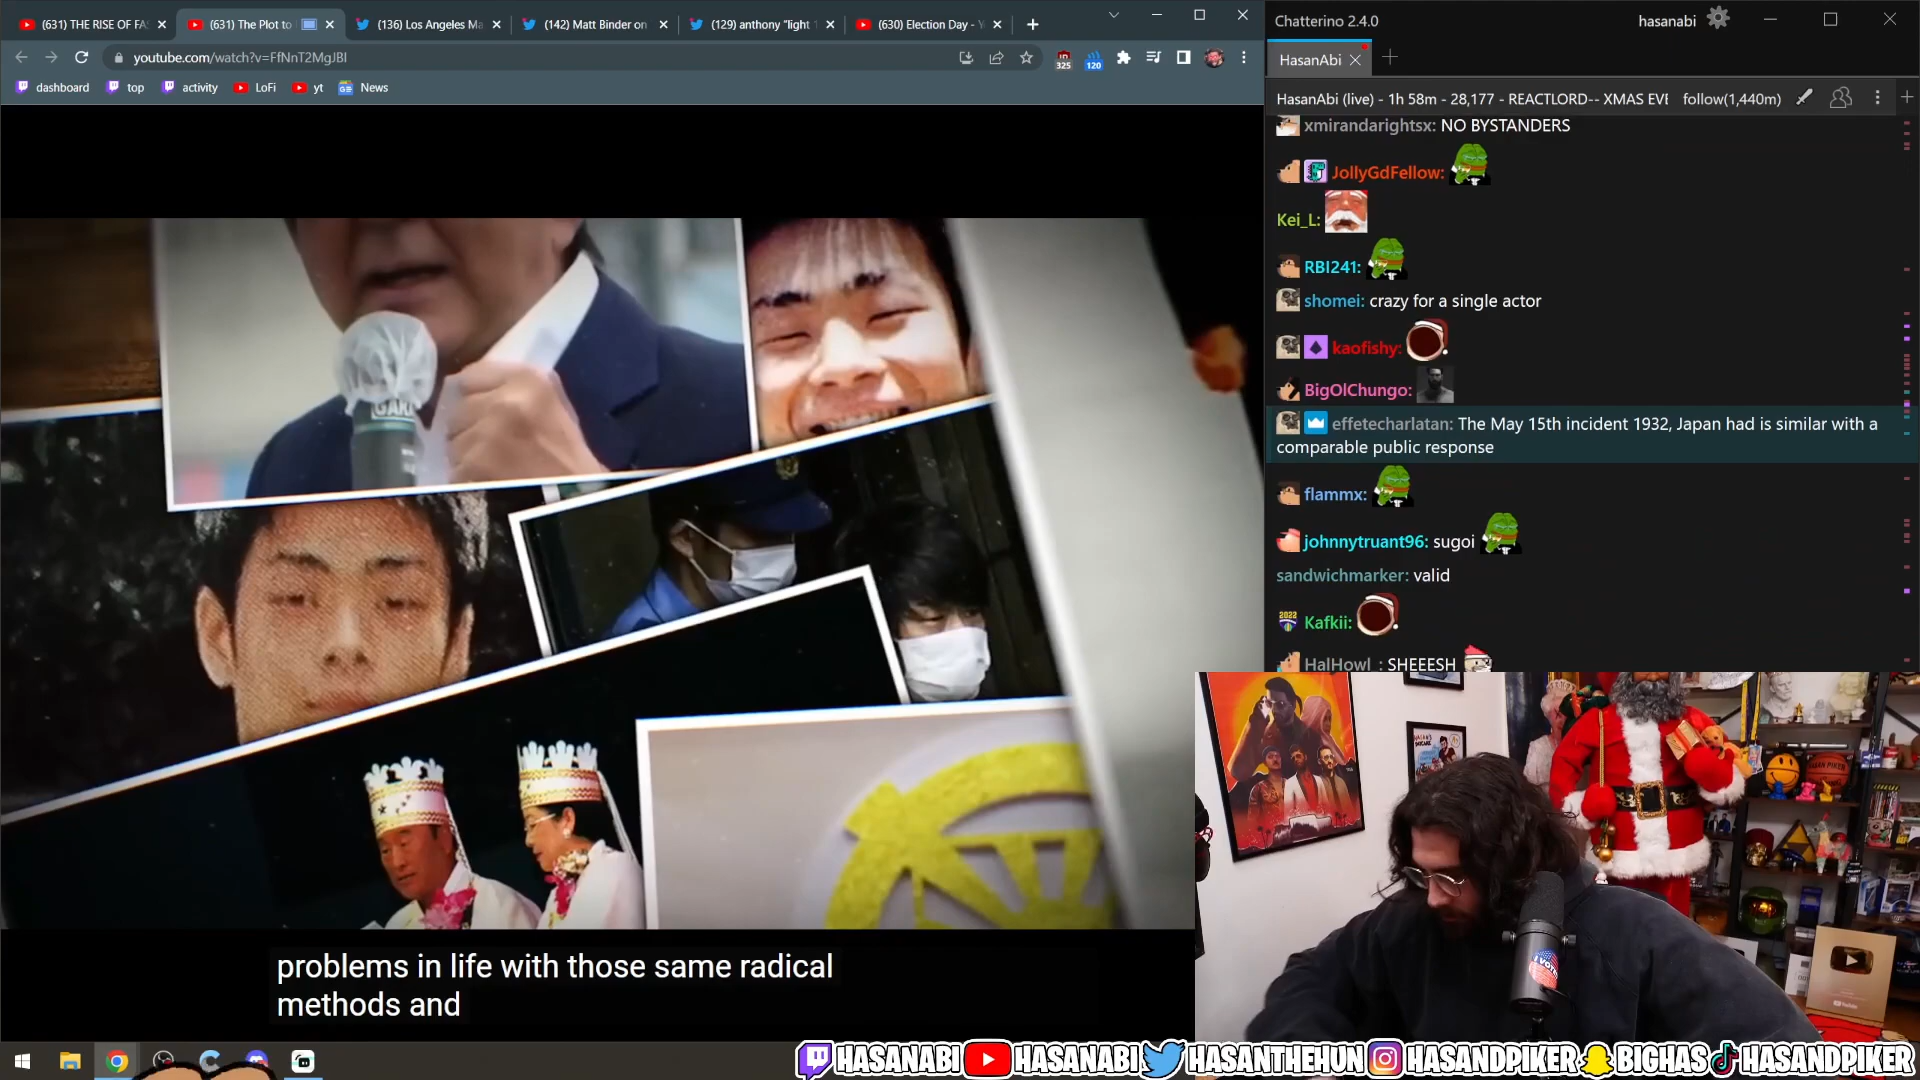 (631) THE RISE OF FA
(631) The Plot to
(136) Los Angeles Ma
(142) Matt Binder on
(129) anthony "light
(630) Election Day - Y
youtube.com/watch?v=FfNnT2MgJBI
325
120
dashboard
top
activity
LoFi
yt
News
Chatterino 2.4.0
hasanabi
HasanAbi
HasanAbi (live) - 1h 58m - 28,177 - REACTLORD-- XMAS EVE
follow(1,440m)
xmirandarightsx: NO BYSTANDERS
JollyGdFellow:
Kei_L:
RBI241:
shomei: crazy for a single actor
kaofishy:
BigOlChungo:
effetecharlatan: The May 15th incident 1932, Japan had is similar with a
comparable public response
flammx:
johnnytruant96: sugoi
sandwichmarker: valid
2022
Kafkii:
HalHowl_: SHEEESH
problems in life with those same radical
methods and
I VOTED
HASANABI HASANABI HASANTHEHUN HASANDPIKER BIGHAS HASANDPIKER